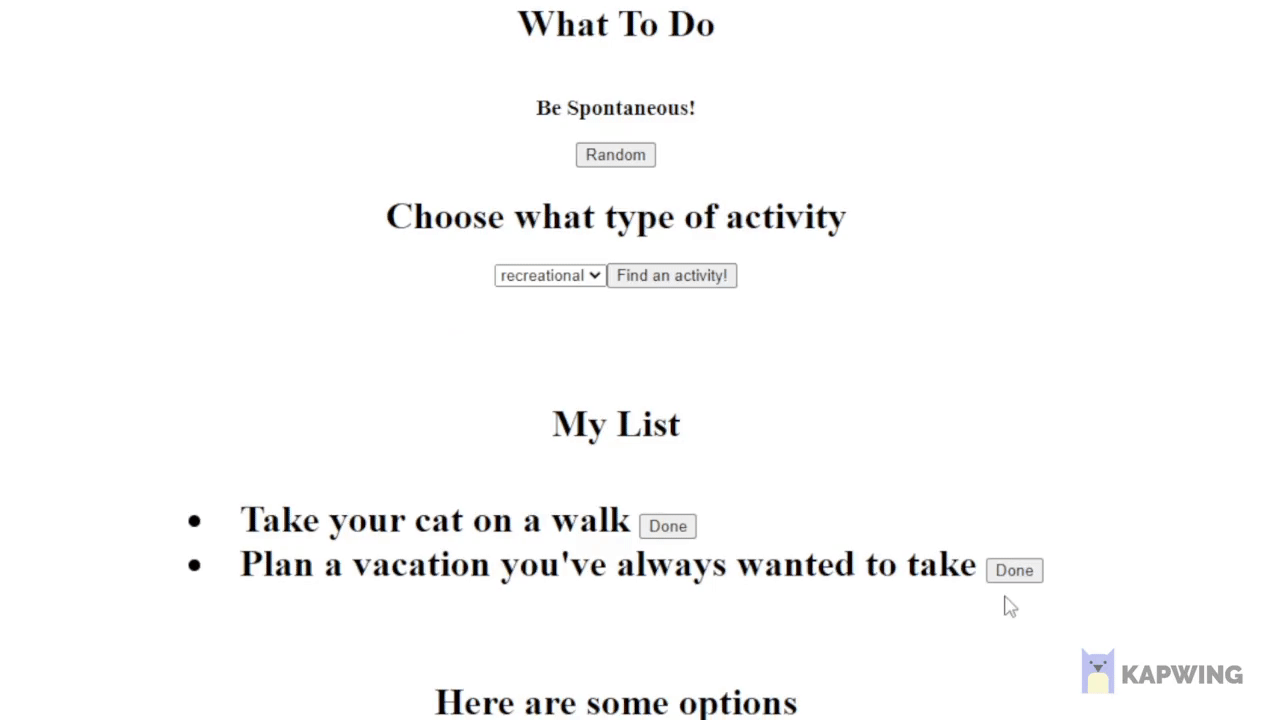 What To Do
Be Spontaneous!
Random
Choose what type of activity
recreational Find an activity!
My List
Take your cat on a walk Done
Plan a vacation you've always wanted to take Done
Here are some options
KAPWING